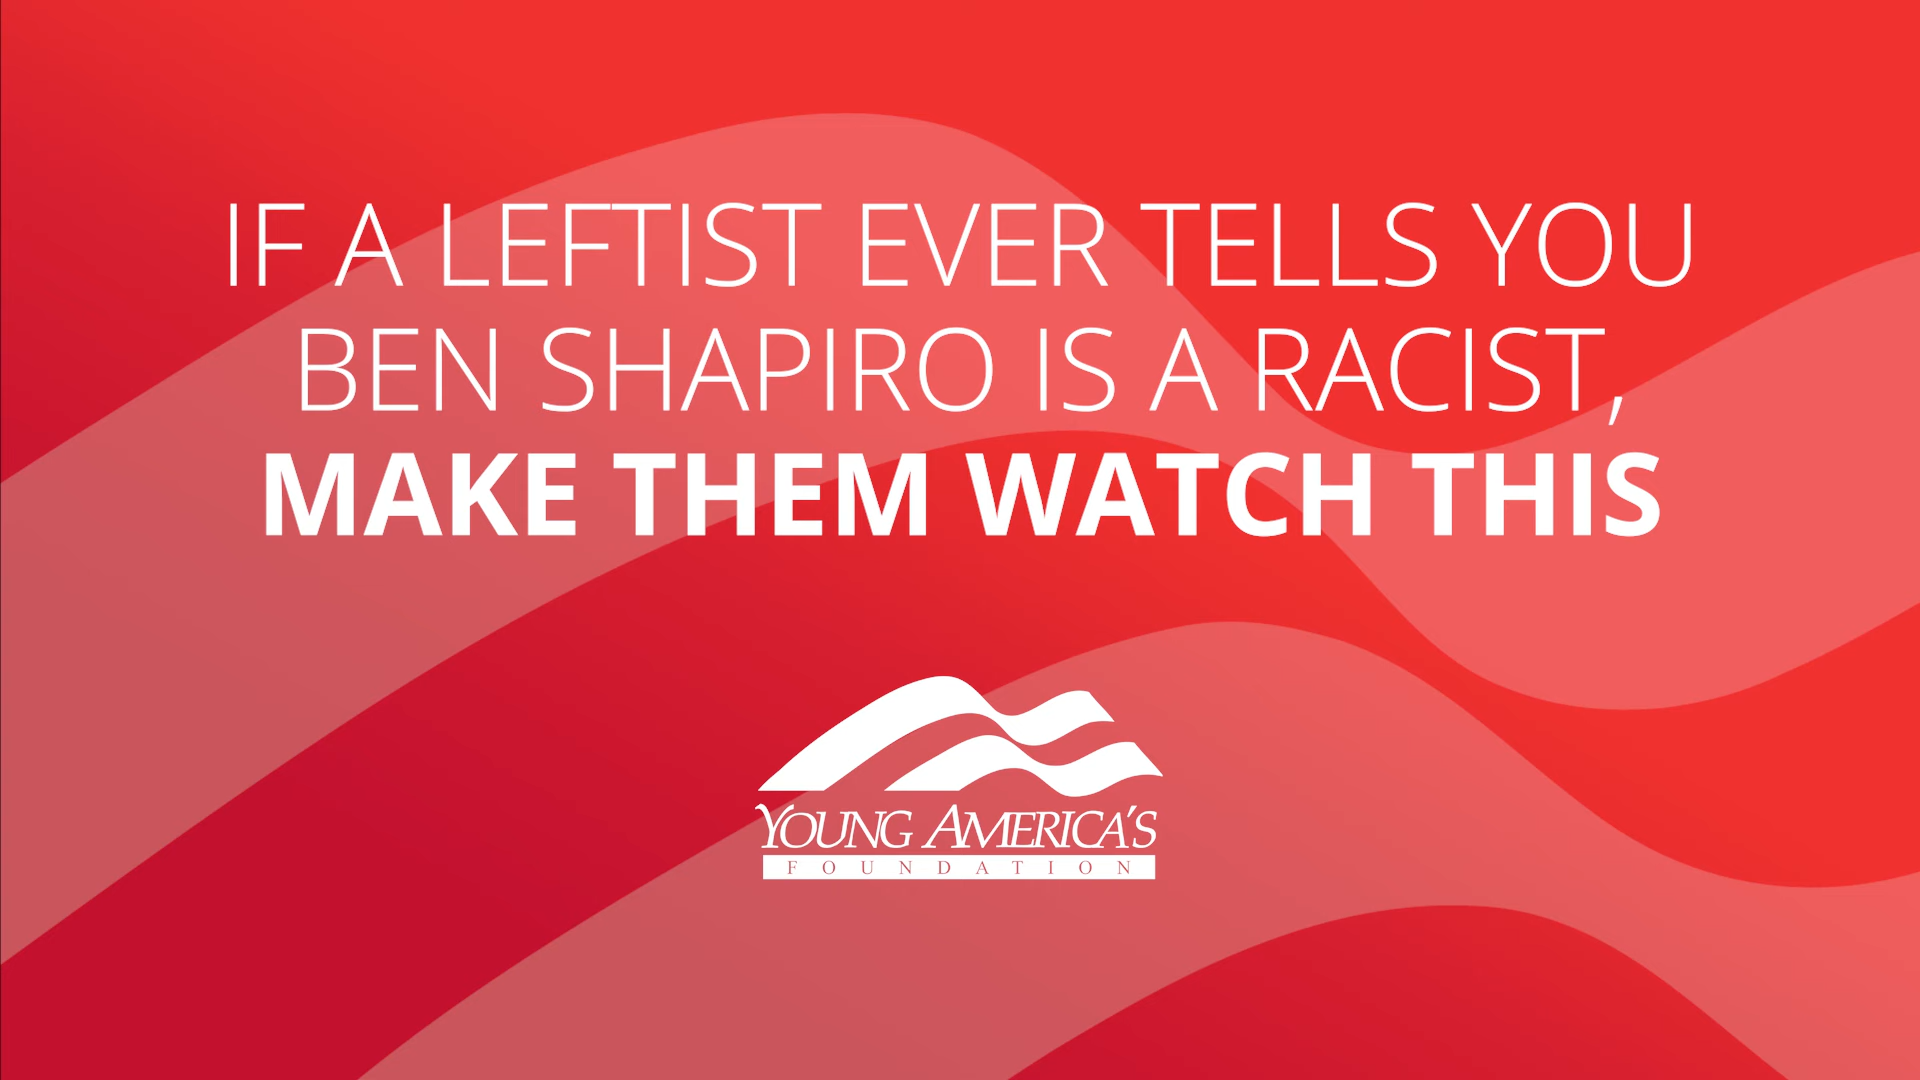 IF A LEFTIST EVER TELLS YOU
BEN SHAPIRO IS A RACIST,
MAKE THEM WATCH THIS
YOUNG AMERICA'S
FOUNDATION